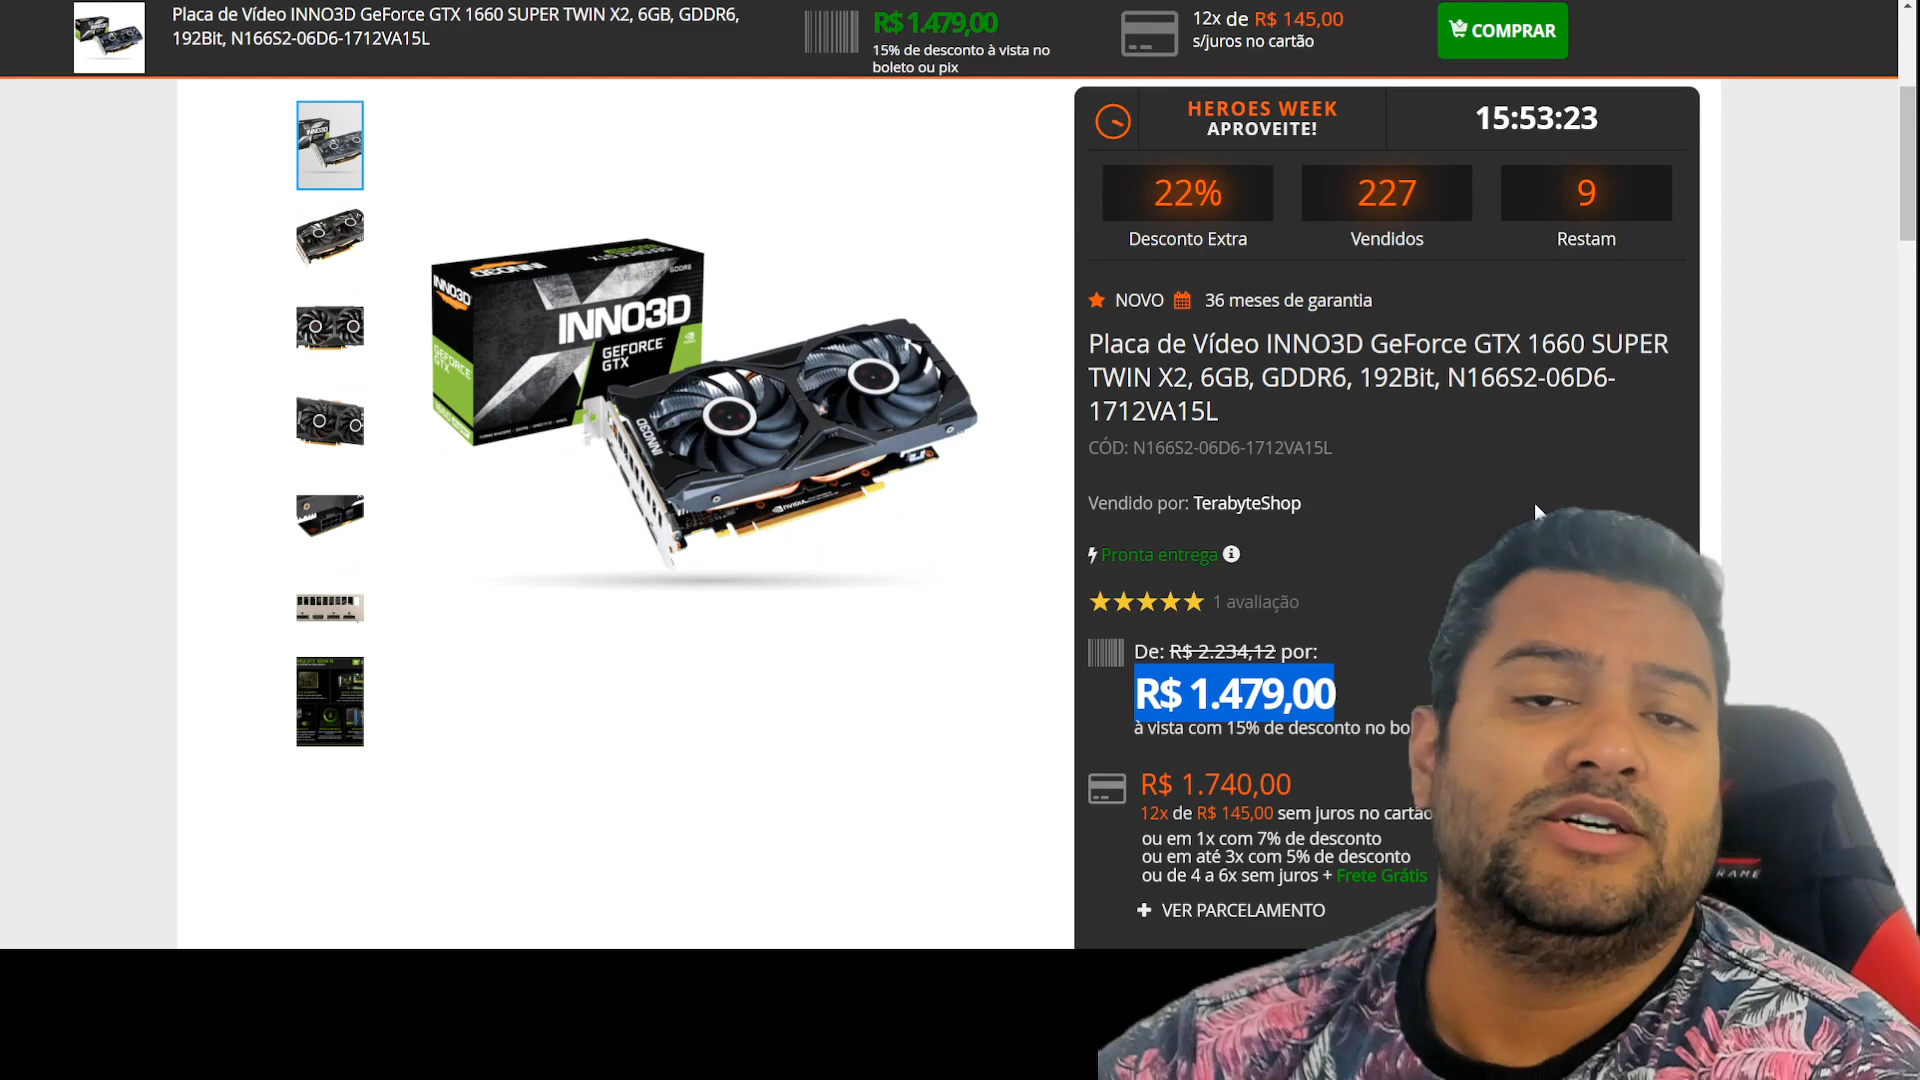 Placa de Vídeo INNO3D GeForce GTX 1660 SUPER TWIN X2, 6GB, GDDR6,
192Bit, N166S2-06D6-1712VA15L
R$ 1.479,00
15% de desconto à vista no
boleto ou pix
12x de R$ 145,00
s/juros no cartão
COMPRAR
HEROES WEEK
APROVEITE!
15:53:23
22%
Desconto Extra
227
Vendidos
9
Restam
NOVO
36 meses de garantia
Placa de Vídeo INNO3D GeForce GTX 1660 SUPER
TWIN X2, 6GB, GDDR6, 192Bit, N166S2-06D6-
1712VA15L
CÓD: N166S2-06D6-1712VA15L
Vendido por: TerabyteShop
Pronta entrega
1 avaliação
De: R$ 2.234,12 por:
R$ 1.479,00
à vista com 15% de desconto no bo
R$ 1.740,00
12x de R$ 145,00 sem juros no cartão
ou em 1x com 7% de desconto
ou em até 3x com 5% de desconto
ou de 4 a 6x sem juros + Frete Grátis
VER PARCELAMENTO
INNO3D
GDDR6
INNO3D
GEFORCE
GTX
GEFORCE
GTX
INNO3D
NVIDIA